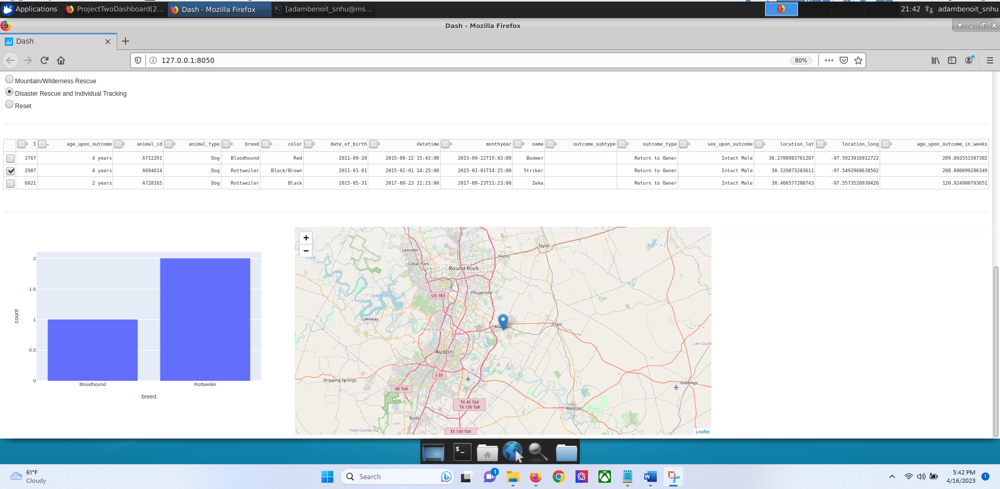 Applications ProjectTwoDashboard(2... Dash - Mozilla Firefox [adambenoit_snhu@ms... 21:42 adambenoit_snhu
Dash - Mozilla Firefox
Dash
127.0.0.1:8050 80%
Mountain/Wilderness Rescue
Disaster Rescue and Individual Tracking
Reset
1 age_upon_outcome animal_id animal_type breed color date_of_birth datetime monthyear name outcome_subtype outcome_type sex_upon_outcome location_lat location_long age_upon_outcome_in_weeks
3767 4 years A712291 Dog Bloodhound Red 2011-09-20 2015-09-22 15:43:00 2015-09-22T15:43:00 Boomer Return to Owner Intact Male 30.2709983761287 -97.5923916912722 209.093551587302
2987 4 years A694614 Dog Rottweiler Black/Brown 2011-01-01 2015-01-01 14:25:00 2015-01-01T14:25:00 Striker Return to Owner Intact Male 30.329873203611 -97.5492968638502 208.800099206349
6021 2 years A728165 Dog Rottweiler Black 2015-05-31 2017-09-23 11:23:00 2017-09-23T11:23:00 Zeke Return to Owner Intact Male 30.466577208743 -97.5573520930426 120.924900793651
2
1.5
1
0.5
0
count
Bloodhound Rottweiler
breed
+
−
Taylor
Leander
Hutto
Cedar Park
Round Rock
Pflugerville
US 183
Lake Travis
Lakeway
Elgin
Travis County
Lee Count
Austin
I 35
Dripping Springs
Giddings
45 Toll
TX 45 Toll
TX 130 Toll
Bastrop
Buda
Hays County
TX 130 Toll
Leaflet
$ -
61°F
Cloudy
Search
1
5:42 PM
4/16/2023
1